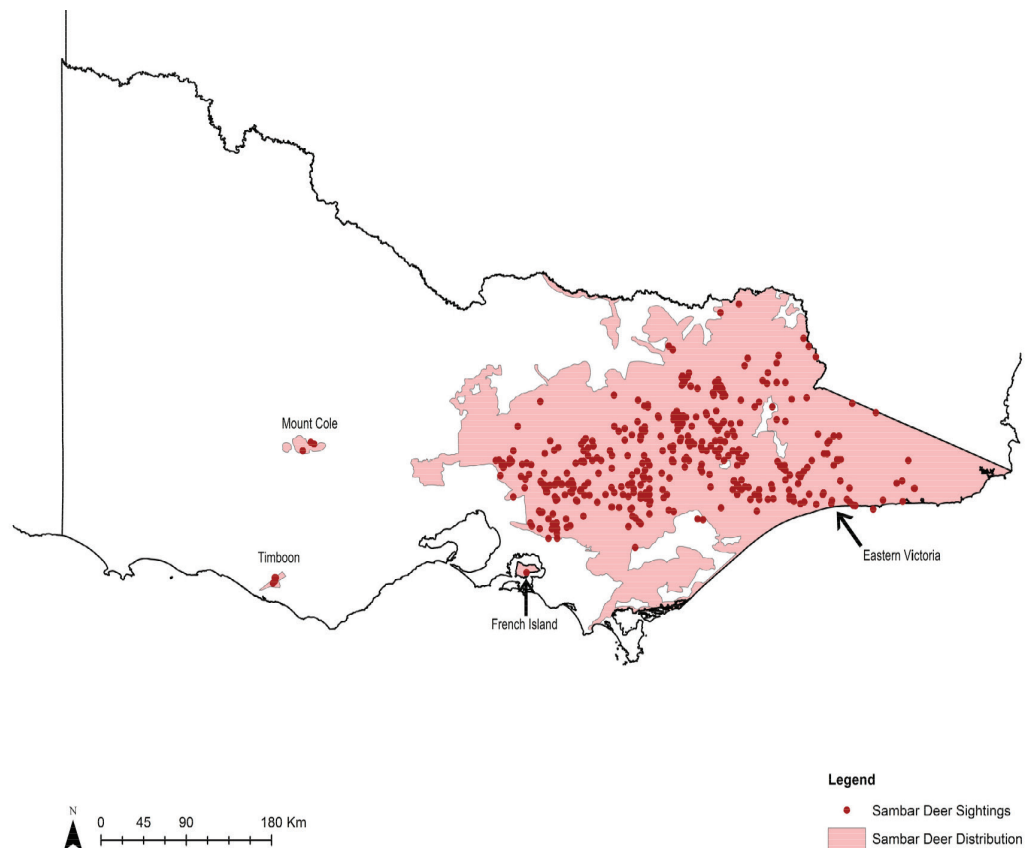 Mount Cole
Timboon
French Island
Eastern Victoria
Legend
Sambar Deer Sightings
Sambar Deer Distribution
N
0 45 90 180 Km